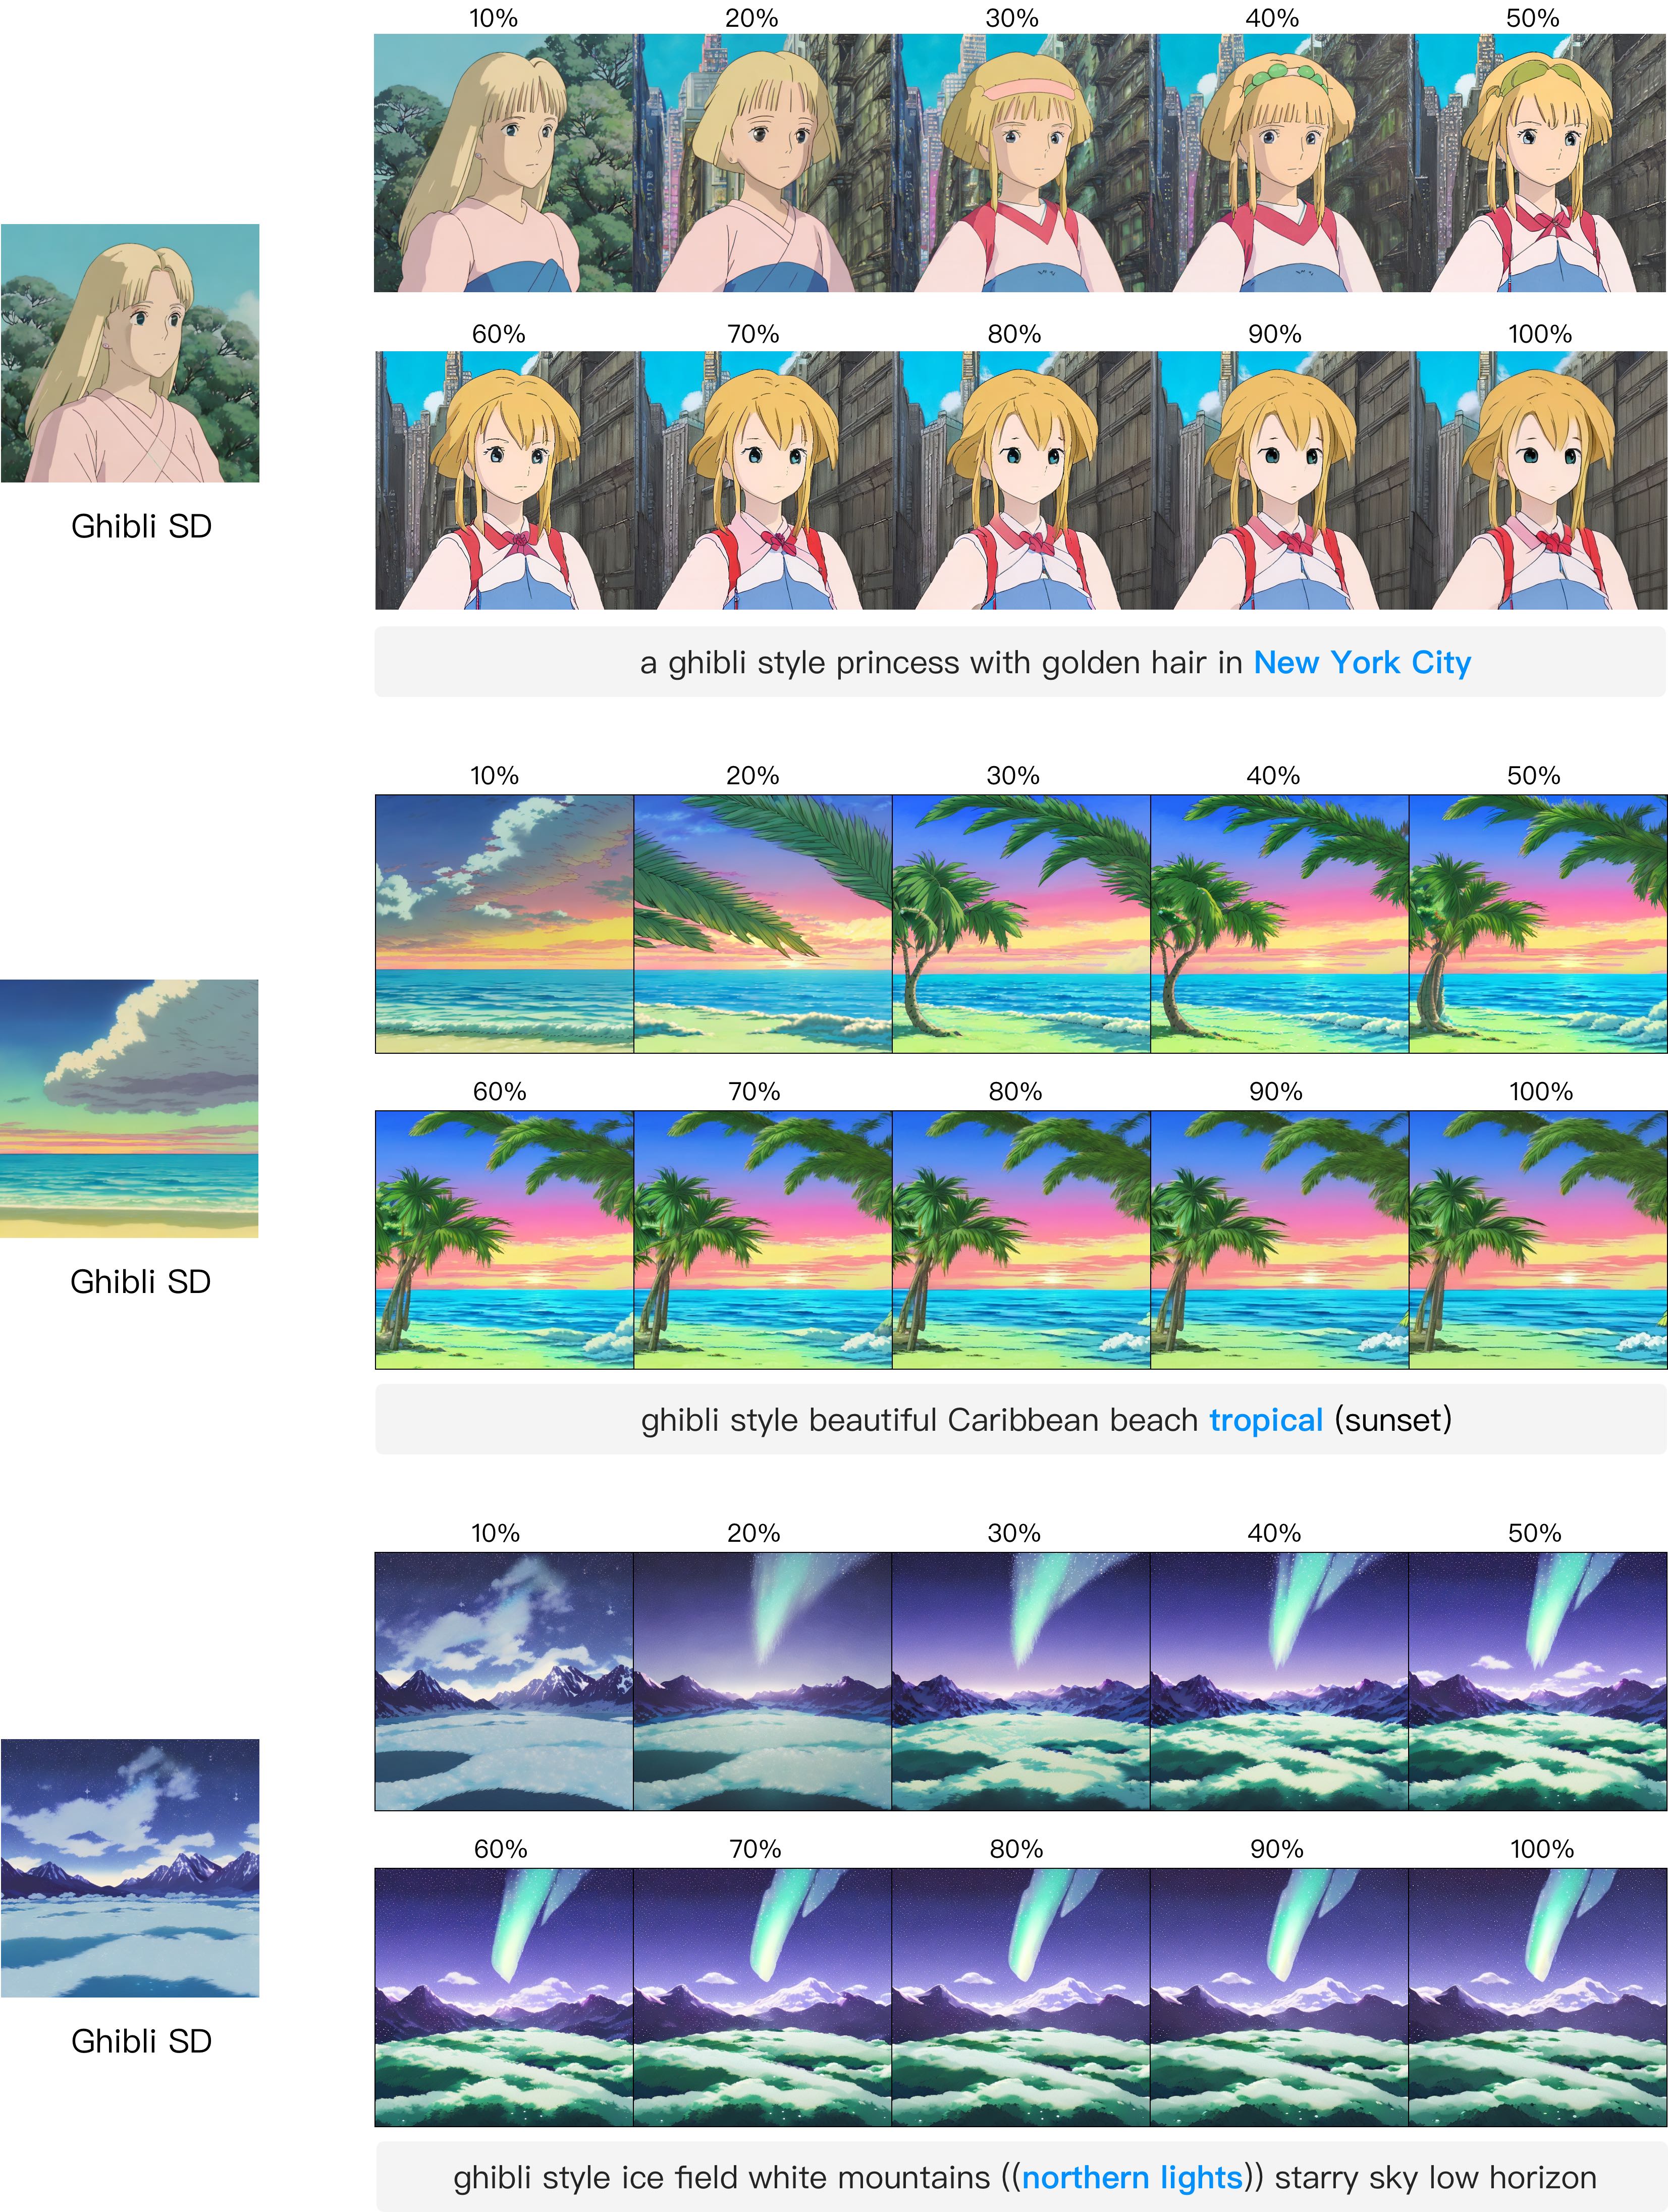 10% 20% 30% 40% 50%
60% 70% 80% 90% 100%
Ghibli SD
a ghibli style princess with golden hair in New York City
10% 20% 30% 40% 50%
60% 70% 80% 90% 100%
Ghibli SD
ghibli style beautiful Caribbean beach tropical (sunset)
10% 20% 30% 40% 50%
60% 70% 80% 90% 100%
Ghibli SD
ghibli style ice field white mountains ((northern lights)) starry sky low horizon